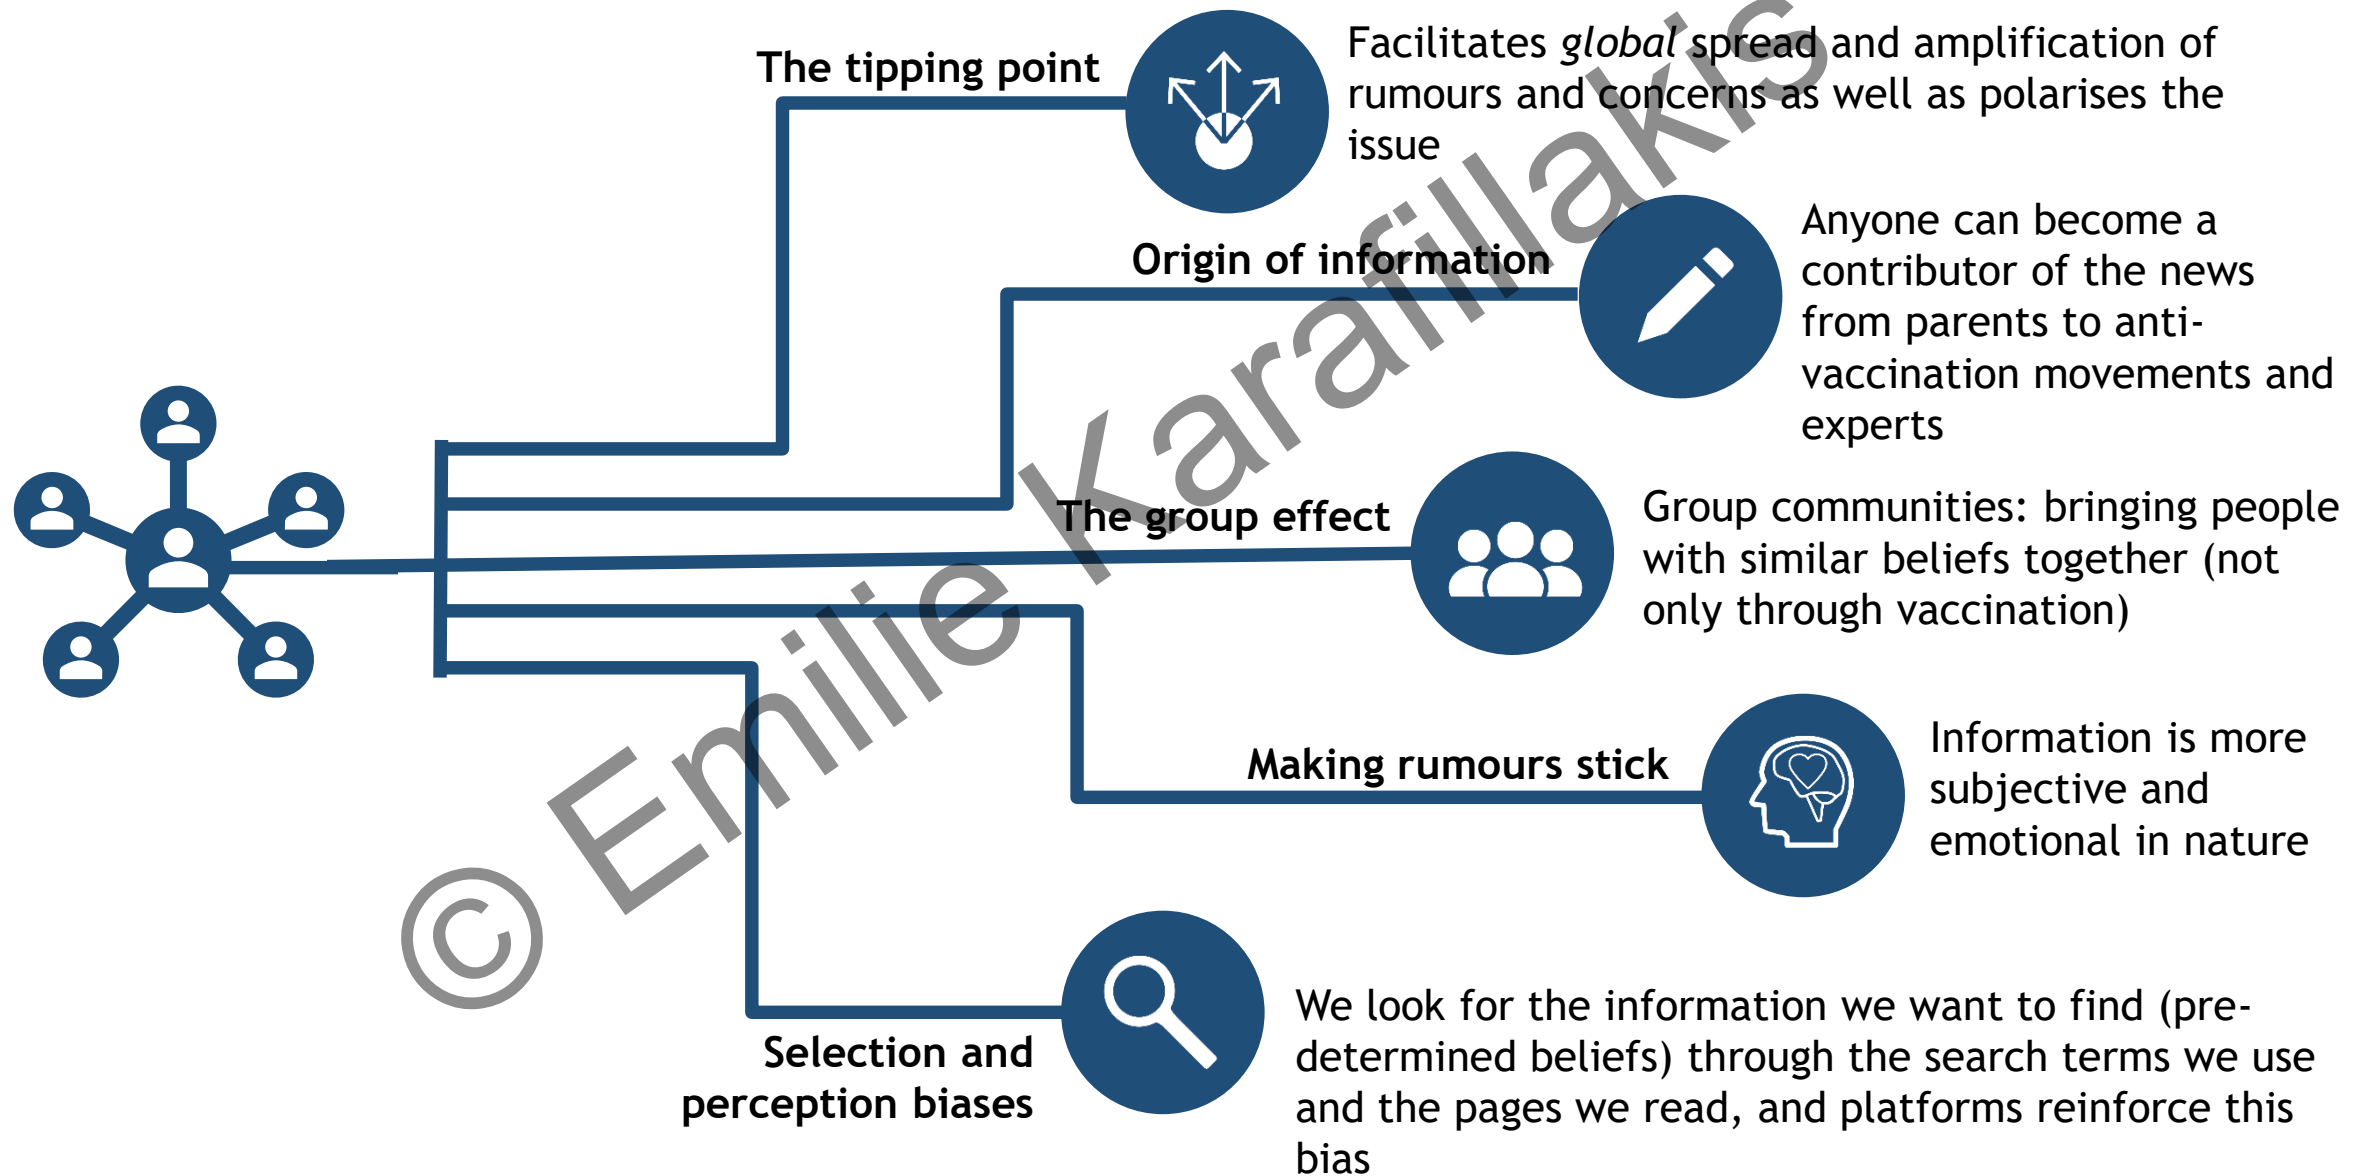 The tipping point
Facilitates global spread and amplification of
rumours and concerns as well as polarises the
issue
Origin of information
Anyone can become a
contributor of the news
from parents to anti-
vaccination movements and
experts
The group effect
Group communities: bringing people
with similar beliefs together (not
only through vaccination)
Making rumours stick
Information is more
subjective and
emotional in nature
Selection and
perception biases
We look for the information we want to find (pre-
determined beliefs) through the search terms we use
and the pages we read, and platforms reinforce this
bias
© Emilie Karafillakis